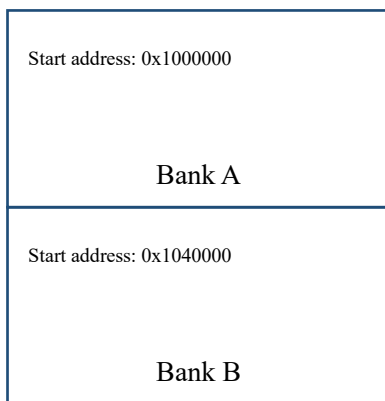 Start address: 0x1000000
Bank A
Start address: 0x1040000
Bank B